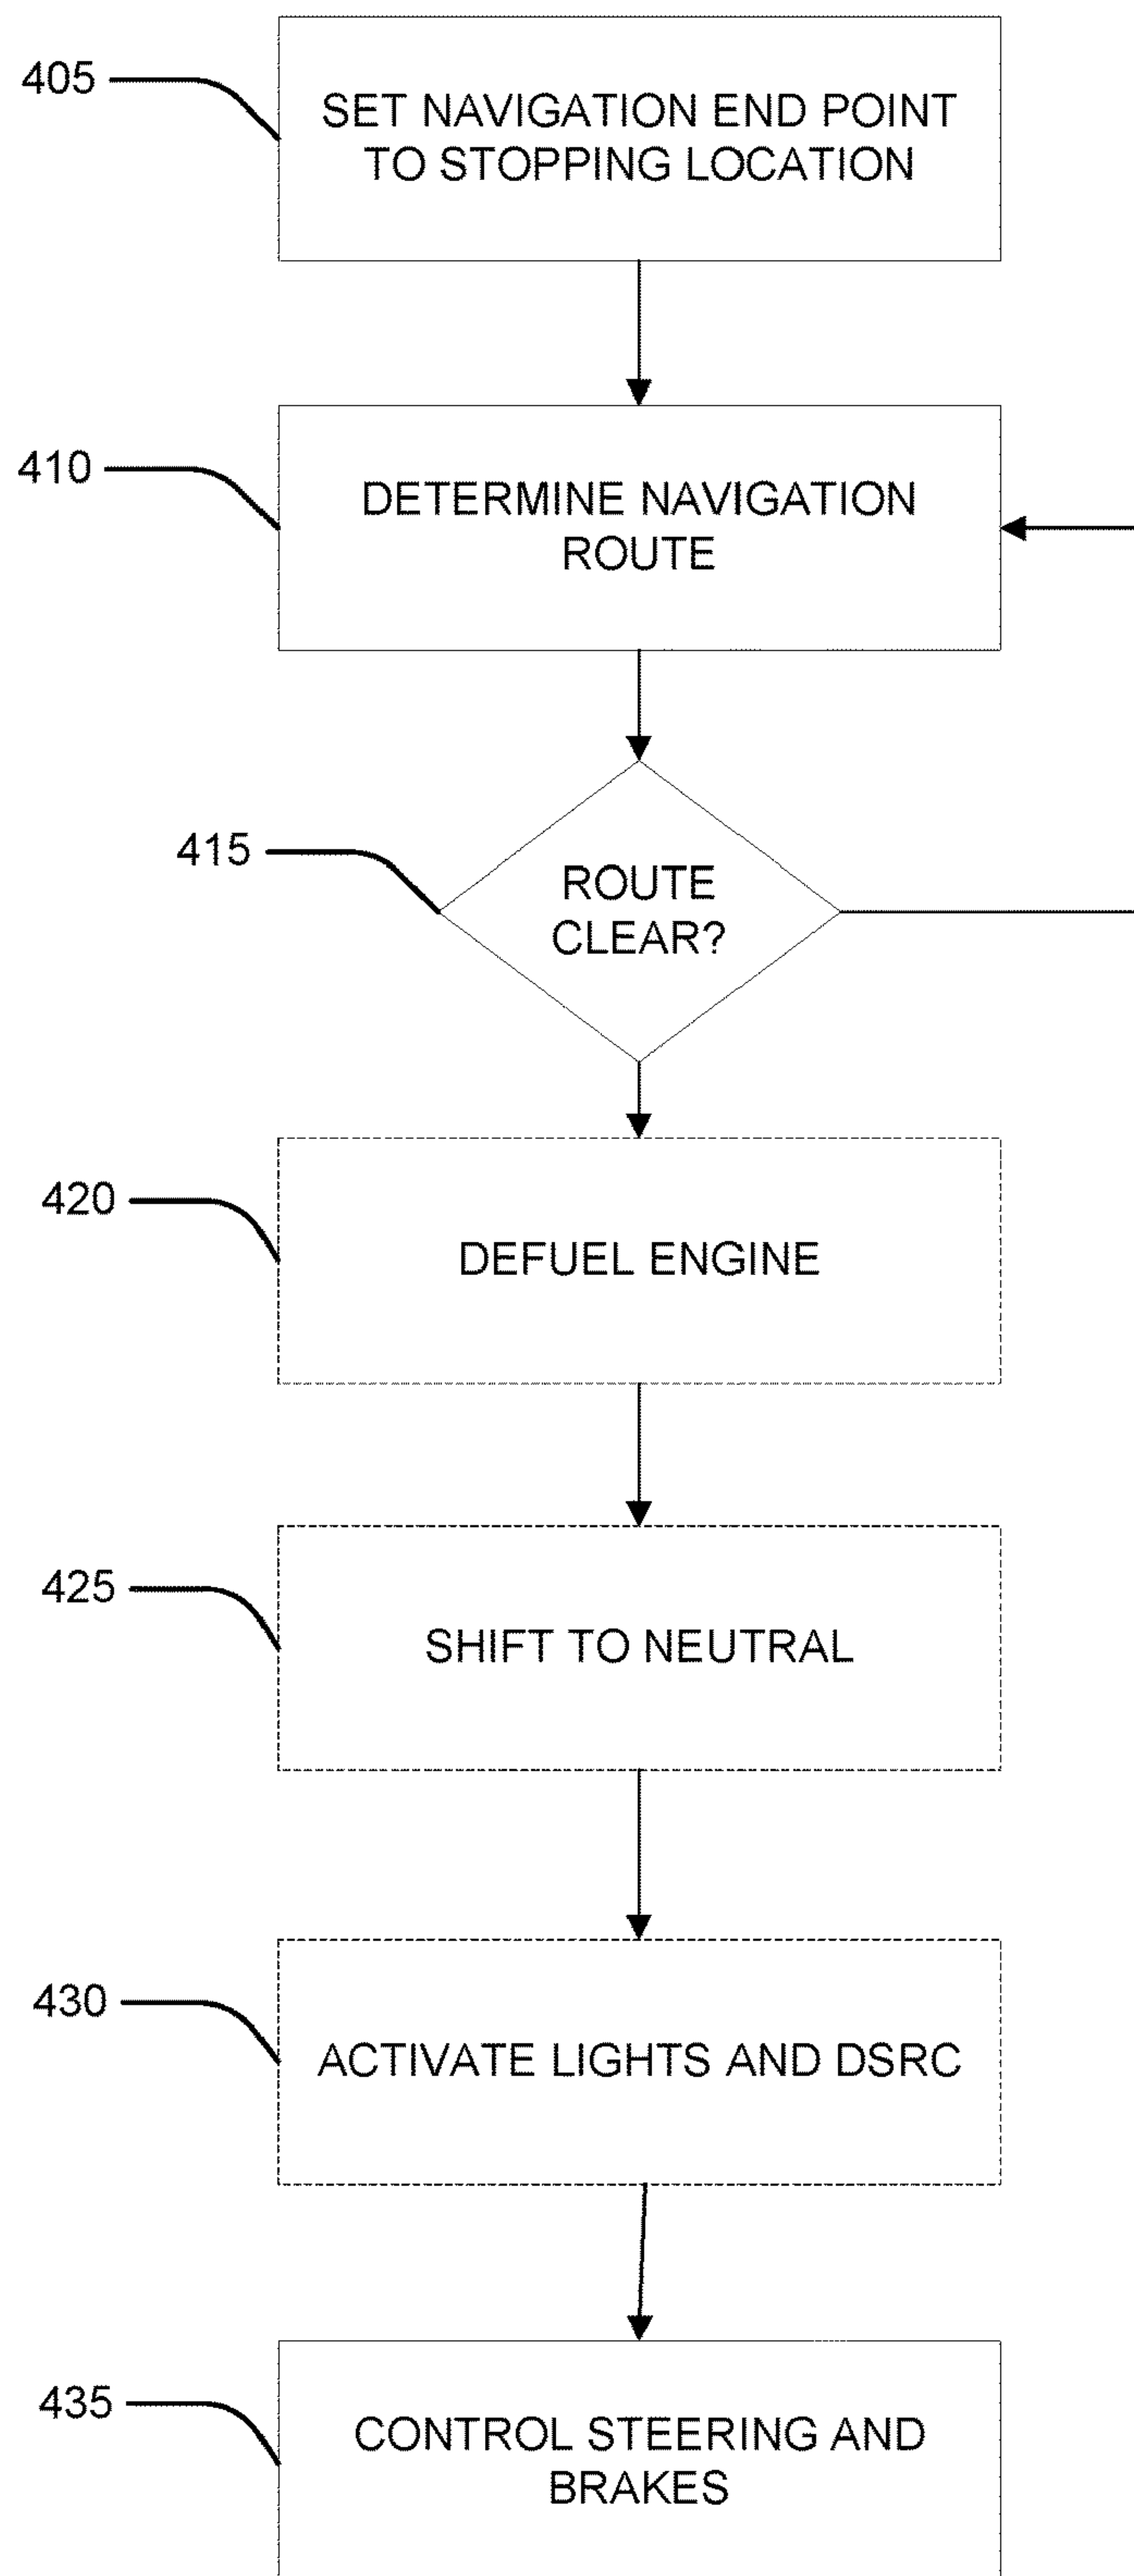 405
SET NAVIGATION END POINT
TO STOPPING LOCATION
410
DETERMINE NAVIGATION
ROUTE
415
ROUTE
CLEAR?
420
DEFUEL ENGINE
425
SHIFT TO NEUTRAL
430
ACTIVATE LIGHTS AND DSRC
435
CONTROL STEERING AND
BRAKES